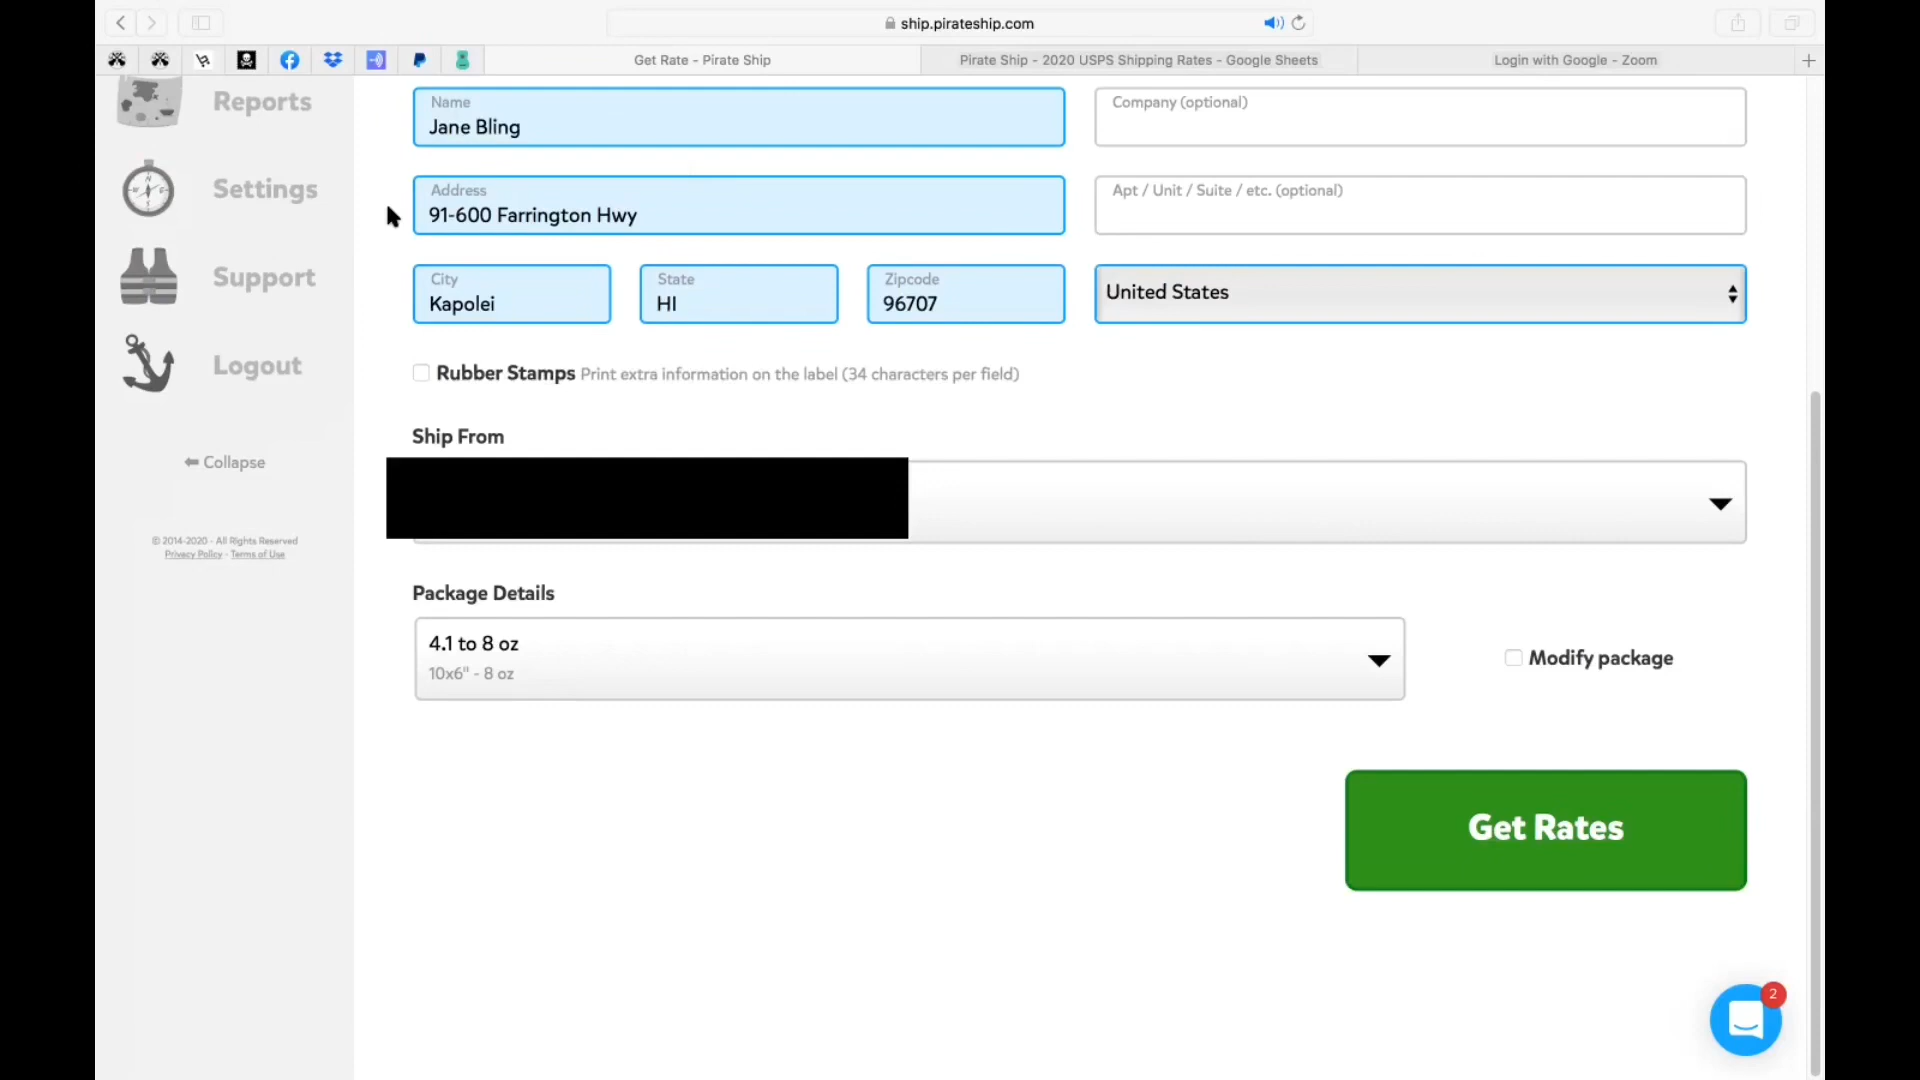 ship.pirateship.com
Get Rate - Pirate Ship
Pirate Ship - 2020 USPS Shipping Rates - Google Sheets
Login with Google - Zoom
Reports
Settings
Support
Logout
Collapse
© 2014-2020 - All Rights Reserved
Privacy Policy - Terms of Use
Name
Jane Bling
Company (optional)
Address
91-600 Farrington Hwy
Apt / Unit / Suite / etc. (optional)
City
Kapolei
State
HI
Zipcode
96707
United States
Rubber Stamps Print extra information on the label (34 characters per field)
Ship From
Package Details
4.1 to 8 oz
10x6" - 8 oz
Modify package
Get Rates
2